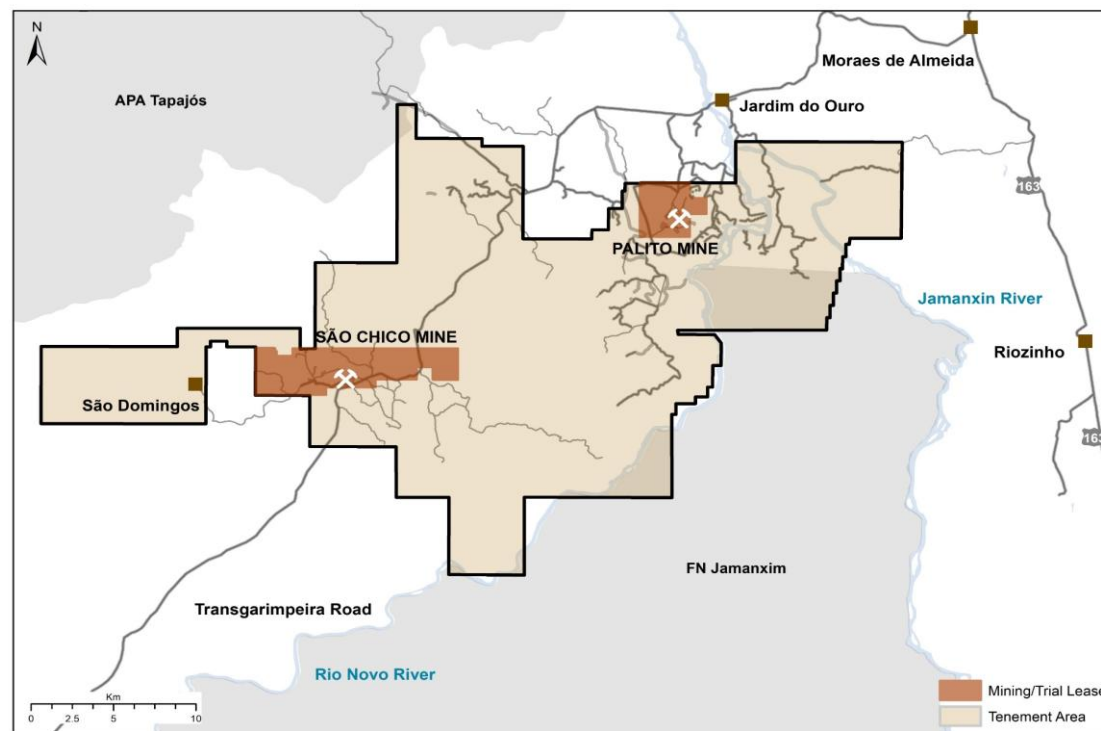 N
Moraes de Almeida
APA Tapajós
Jardim do Ouro
163
PALITO MINE
Jamanxin River
SÃO CHICO MINE
Riozinho
São Domingos
163
FN Jamanxim
Transgarimpeira Road
Rio Novo River
Km
0 2.5 5 10
Mining/Trial Lease
Tenement Area